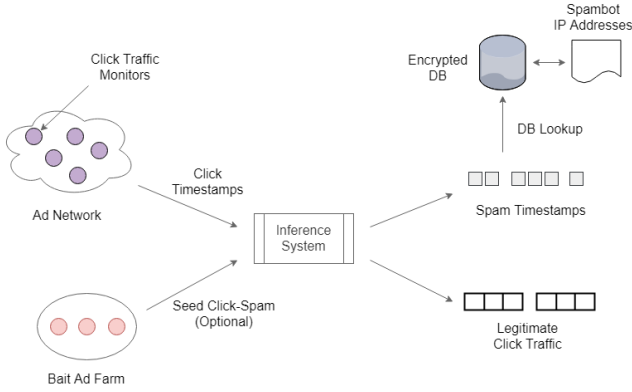 Click Traffic
Monitors
Ad Network
Click
Timestamps
Seed Click-Spam
(Optional)
Bait Ad Farm
Inference
System
Spambot
IP Addresses
Encrypted
DB
DB Lookup
Spam Timestamps
Legitimate
Click Traffic